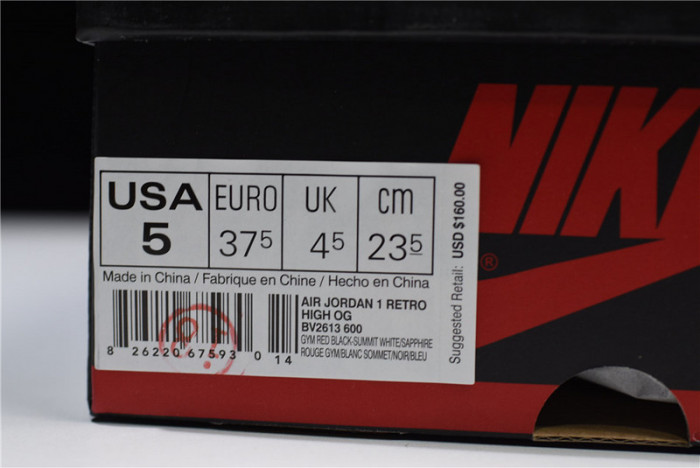 NIK
®
USA EURO UK cm
5 37 5 4 5 23 5
Made in China / Fabrique en Chine / Hecho en China
AIR JORDAN 1 RETRO
HIGH OG
BV2613 600
GYM RED BLACK-SUMMIT WHITE/SAPPHIRE
ROUGE GYM/BLANC SOMMET/NOIR/BLEU
8 26220 67593 0 14
Suggested Retail: USD $160.00